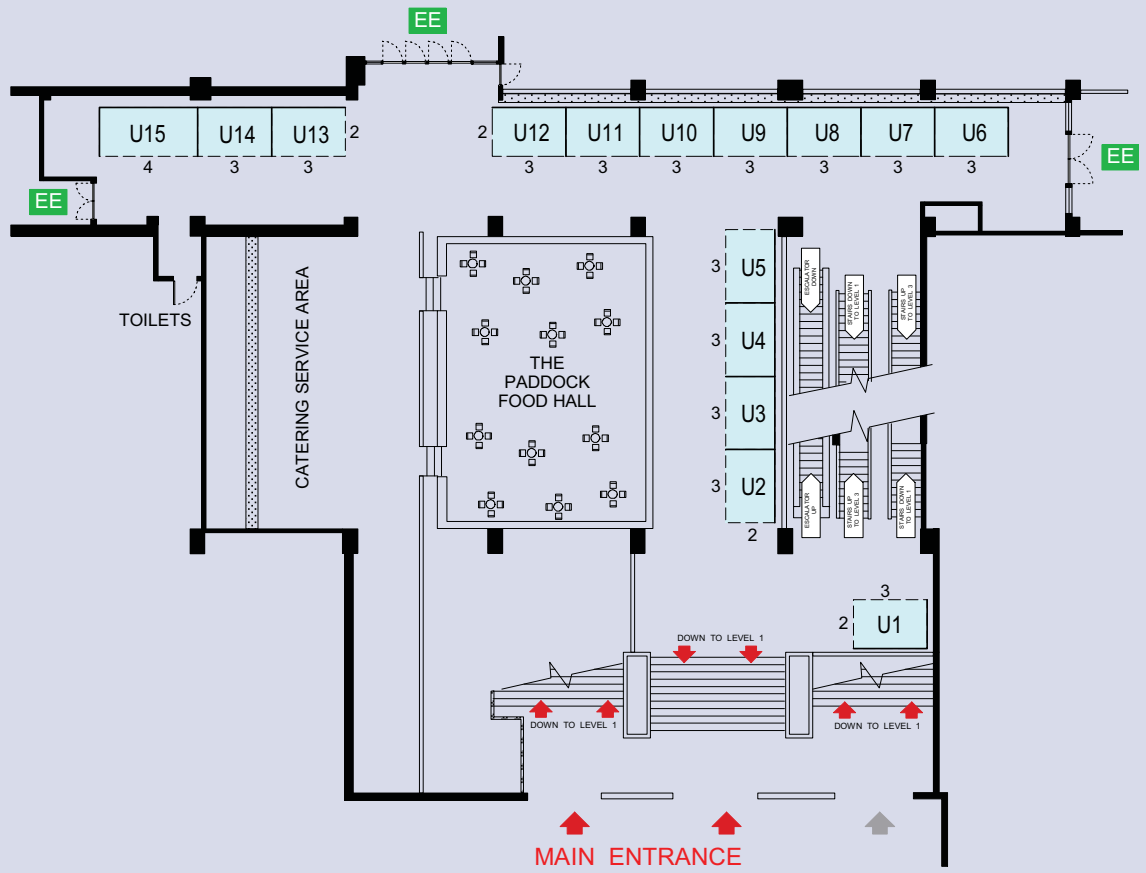 EE
U15
U14
U13
2
2
U12
U11
U10
U9
U8
U7
U6
EE
4
3
3
3
3
3
3
3
3
3
EE
TOILETS
CATERING SERVICE AREA
THE
PADDOCK
FOOD HALL
3
U5
3
U4
3
U3
3
U2
2
ESCALATOR
DOWN
STAIRS DOWN
TO LEVEL 1
STAIRS UP
TO LEVEL 3
ESCALATOR
UP
STAIRS UP
TO LEVEL 3
STAIRS DOWN
TO LEVEL 1
3
2
U1
DOWN TO LEVEL 1
DOWN TO LEVEL 1
DOWN TO LEVEL 1
MAIN ENTRANCE